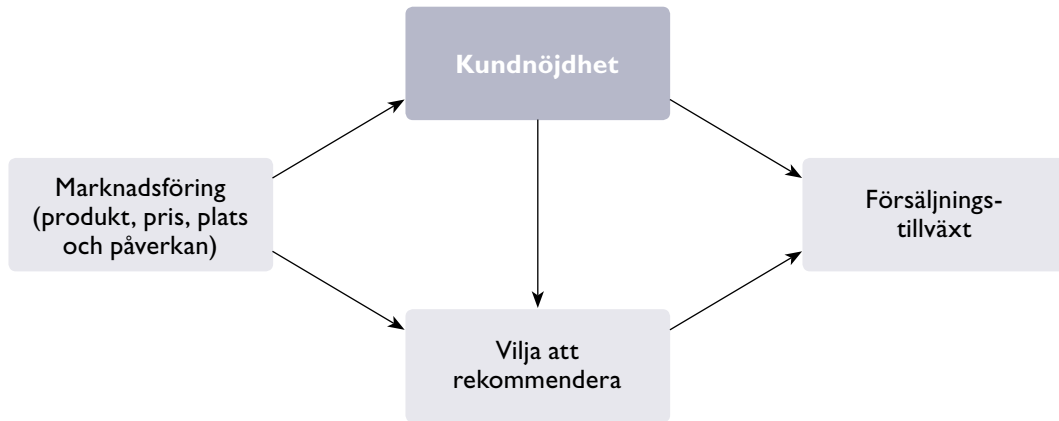 Kundnöjdhet
Marknadsföring
(produkt, pris, plats
och påverkan)
Försäljnings-
tillväxt
Vilja att
rekommendera